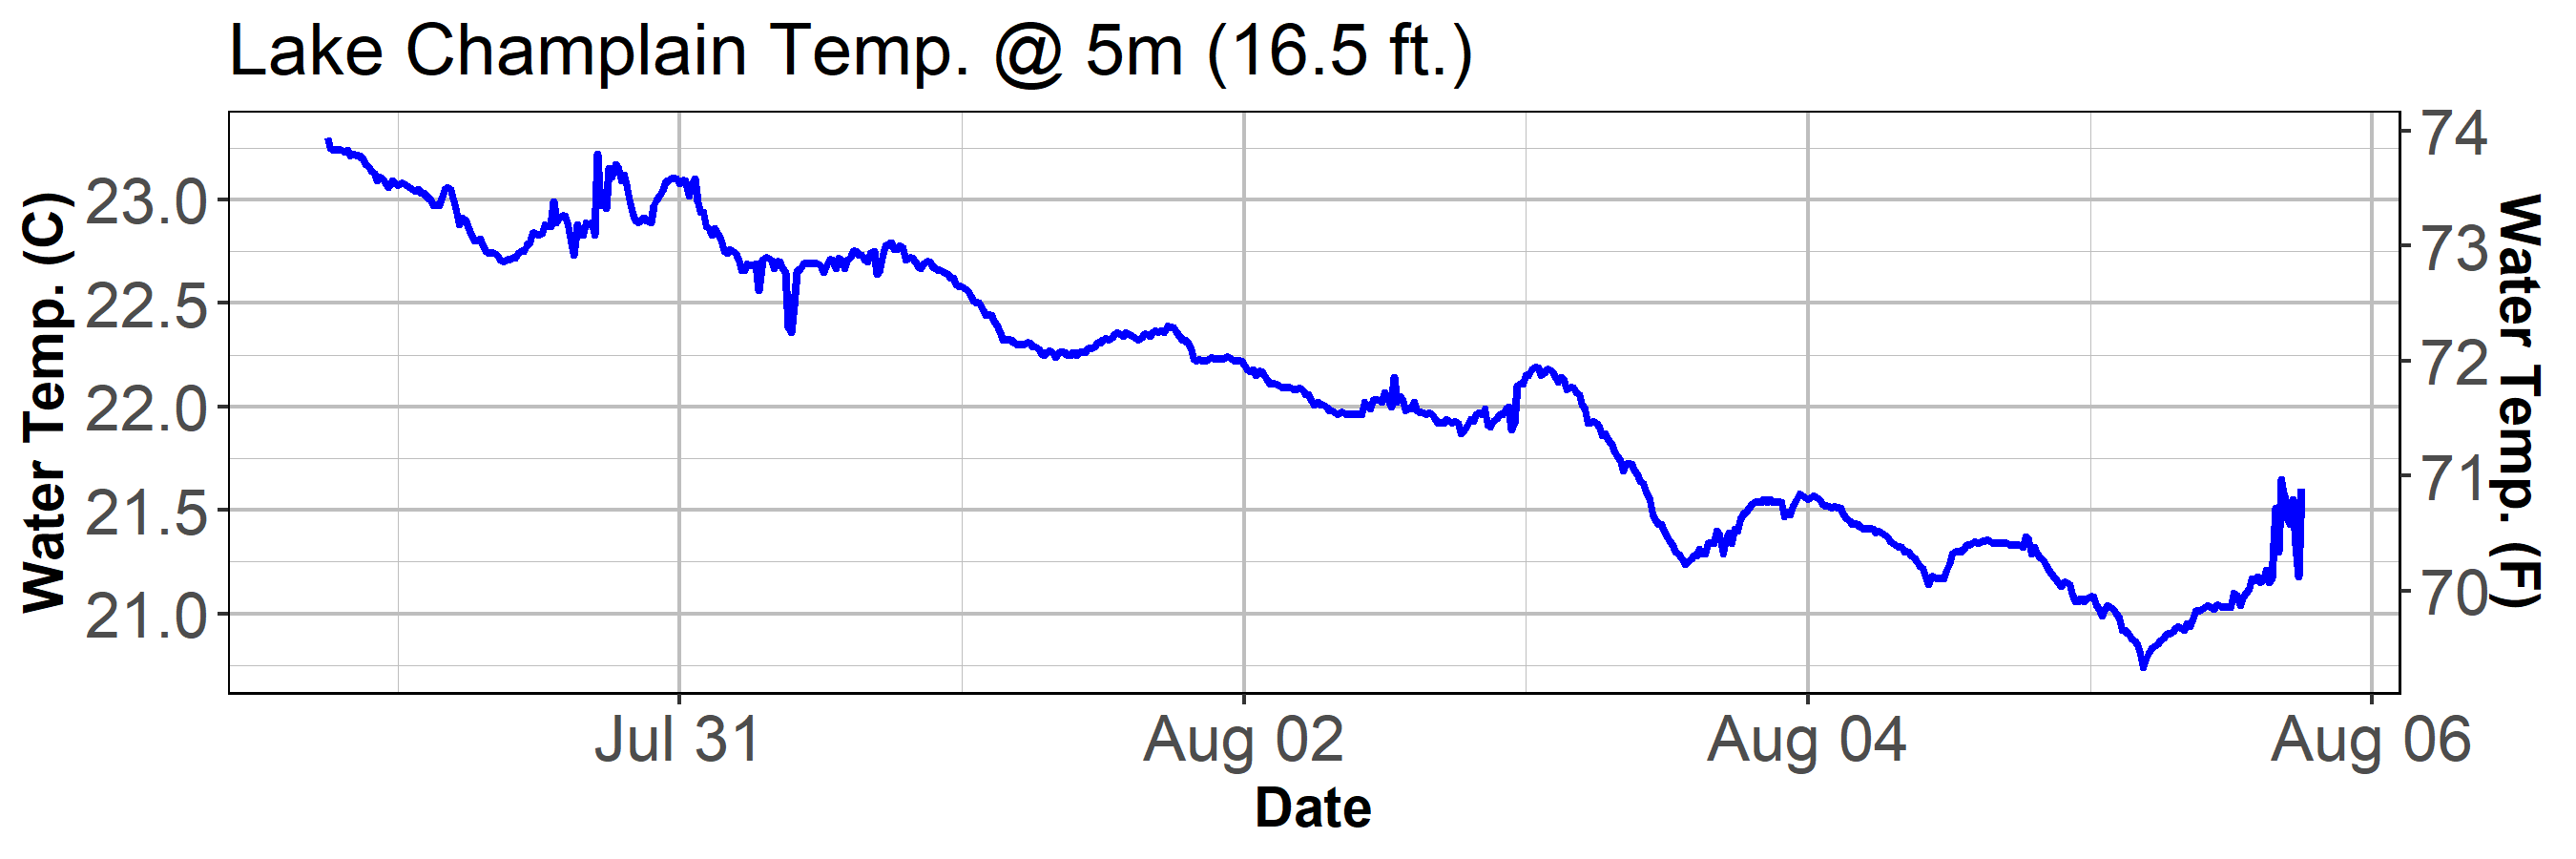 Lake Champlain Temp. @ 5m (16.5 ft.)
Water Temp. (C)
23.0
22.5
22.0
21.5
21.0
74
73
72
71
70
Water Temp. (F)
Jul 31
Aug 02
Aug 04
Aug 06
Date